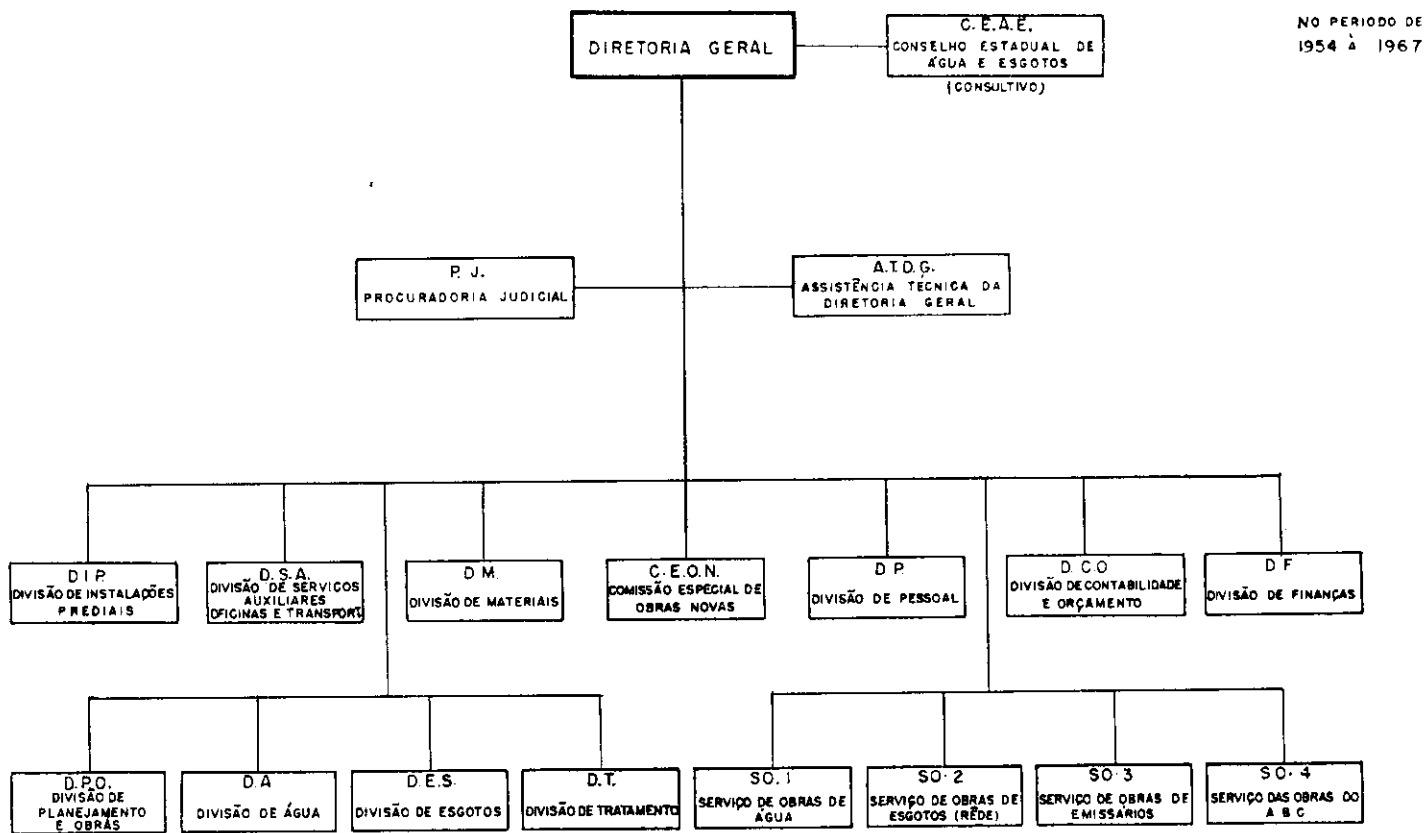 DIRETORIA GERAL
C.E.A.E.
CONSELHO ESTADUAL DE
ÁGUA E ESGOTOS
(CONSULTIVO)
NO PERIODO DE
1954 À 1967
P. J.
PROCURADORIA JUDICIAL
A.T.D.G.
ASSISTÊNCIA TÉCNICA DA
DIRETORIA GERAL
D I P.
DIVISÃO DE INSTALAÇÕES
PREDIAIS
D.S.A.
DIVISÃO DE SERVIÇOS
AUXILIARES
OFICINAS E TRANSPORT.
D M.
DIVISÃO DE MATERIAIS
C.E.O.N.
COMISSÃO ESPECIAL DE
OBRAS NOVAS
D P.
DIVISÃO DE PESSOAL
D.C.O
DIVISÃO DE CONTABILIDADE
E ORÇAMENTO
D F
DIVISÃO DE FINANÇAS
D.P.O.
DIVISÃO DE
PLANEJAMENTO
E OBRAS
D.A
DIVISÃO DE ÁGUA
D.E.S.
DIVISÃO DE ESGOTOS
D.T.
DIVISÃO DE TRATAMENTO
SO.1
SERVIÇO DE OBRAS DE
ÁGUA
SO.2
SERVIÇO DE OBRAS DE
ESGOTOS (RÊDE)
SO.3
SERVIÇO DE OBRAS DE
EMISSÁRIOS
SO.4
SERVIÇO DAS OBRAS DO
A B C